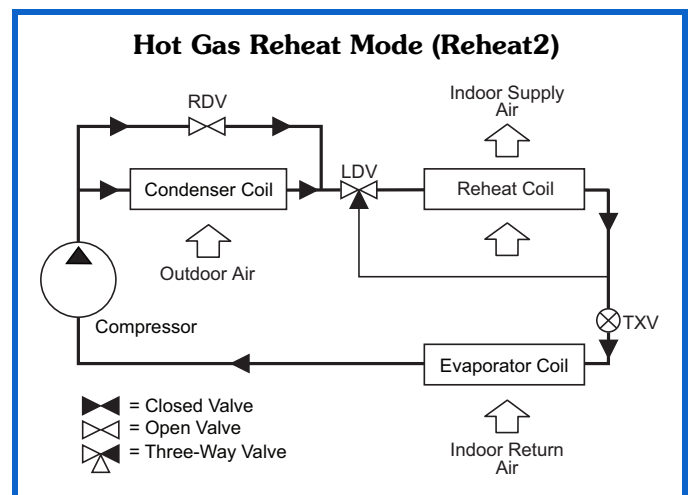 Hot Gas Reheat Mode (Reheat2)
RDV
Indoor Supply
Air
LDV
Condenser Coil
Reheat Coil
Outdoor Air
Compressor
TXV
Evaporator Coil
= Closed Valve
= Open Valve
= Three-Way Valve
Indoor Return
Air